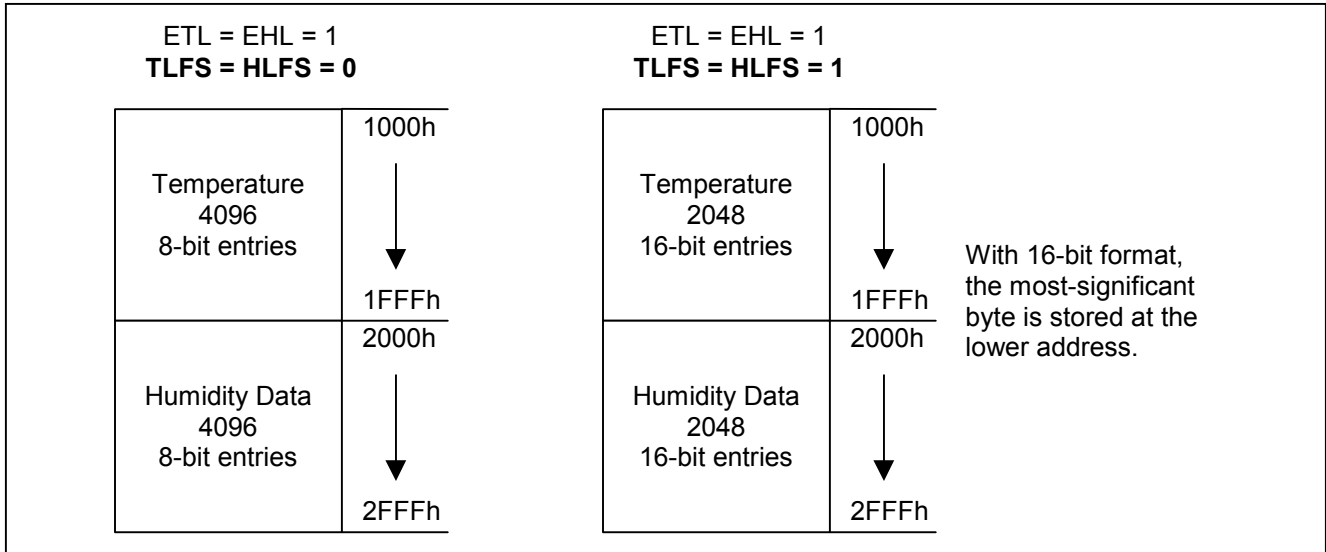 ETL = EHL = 1
TLFS = HLFS = 0
1000h
Temperature
4096
8-bit entries
1FFFh
2000h
Humidity Data
4096
8-bit entries
2FFFh
ETL = EHL = 1
TLFS = HLFS = 1
1000h
Temperature
2048
16-bit entries
1FFFh
2000h
Humidity Data
2048
16-bit entries
2FFFh
With 16-bit format,
the most-significant
byte is stored at the
lower address.